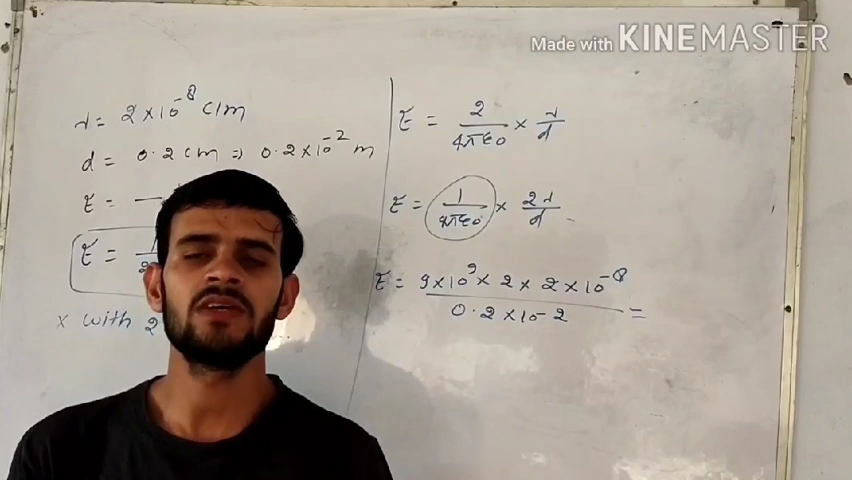 Made with KINEMASTER
λ = 2 × 10⁻⁸ C/m
d = 0.2 cm ⇒ 0.2 × 10⁻² m
E = —
E = 1
× with 2
E = 2/4πε₀ × λ/d
E = 1/4πε₀ × 2λ/d
E = 9 × 10⁹ × 2 × 2 × 10⁻⁸ / 0.2 × 10-2 =